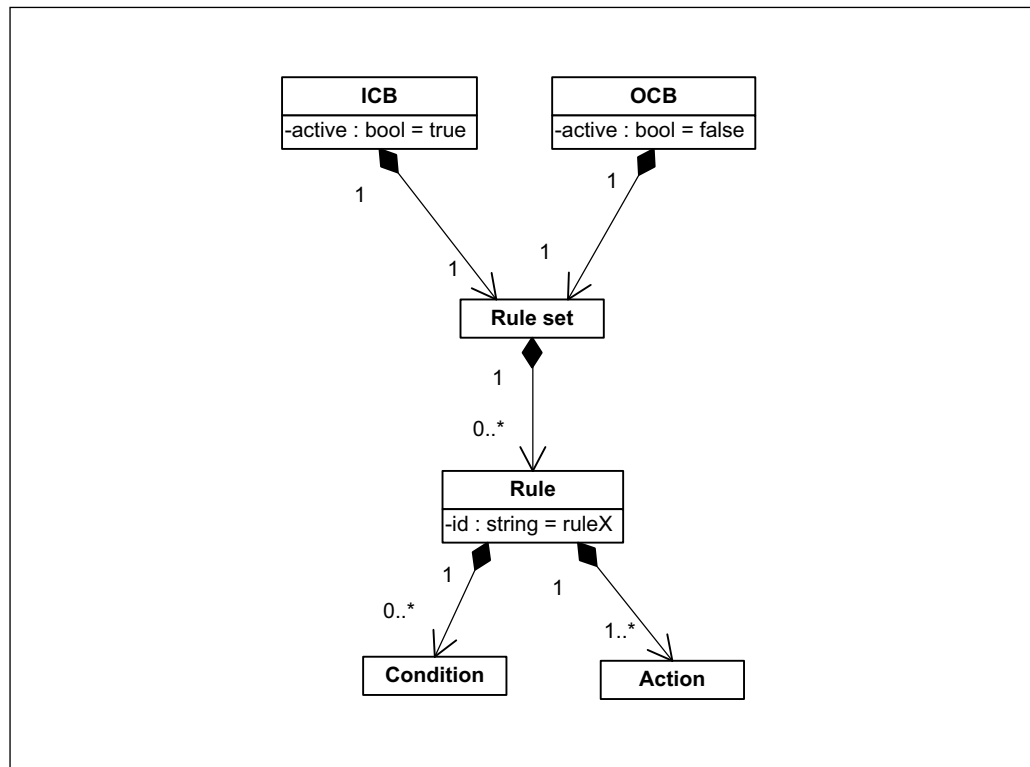 ICB
-active : bool = true
OCB
-active : bool = false
1
1
1
1
Rule set
1
0..*
Rule
-id : string = ruleX
1
1
0..*
1..*
Condition
Action